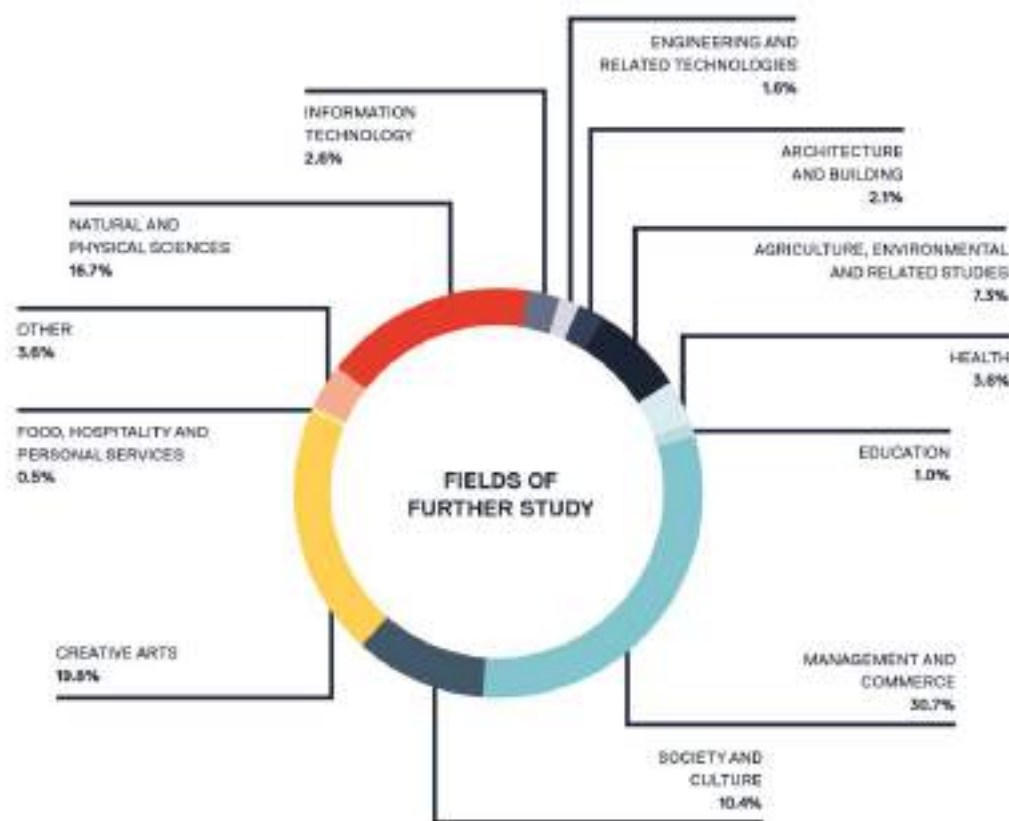 ENGINEERING AND
RELATED TECHNOLOGIES
1.6%
INFORMATION
TECHNOLOGY
2.6%
ARCHITECTURE
AND BUILDING
2.1%
NATURAL AND
PHYSICAL SCIENCES
16.7%
AGRICULTURE, ENVIRONMENTAL
AND RELATED STUDIES
7.3%
OTHER
3.6%
HEALTH
3.6%
FOOD, HOSPITALITY AND
PERSONAL SERVICES
0.5%
EDUCATION
1.0%
FIELDS OF
FURTHER STUDY
CREATIVE ARTS
19.8%
MANAGEMENT AND
COMMERCE
30.7%
SOCIETY AND
CULTURE
10.4%